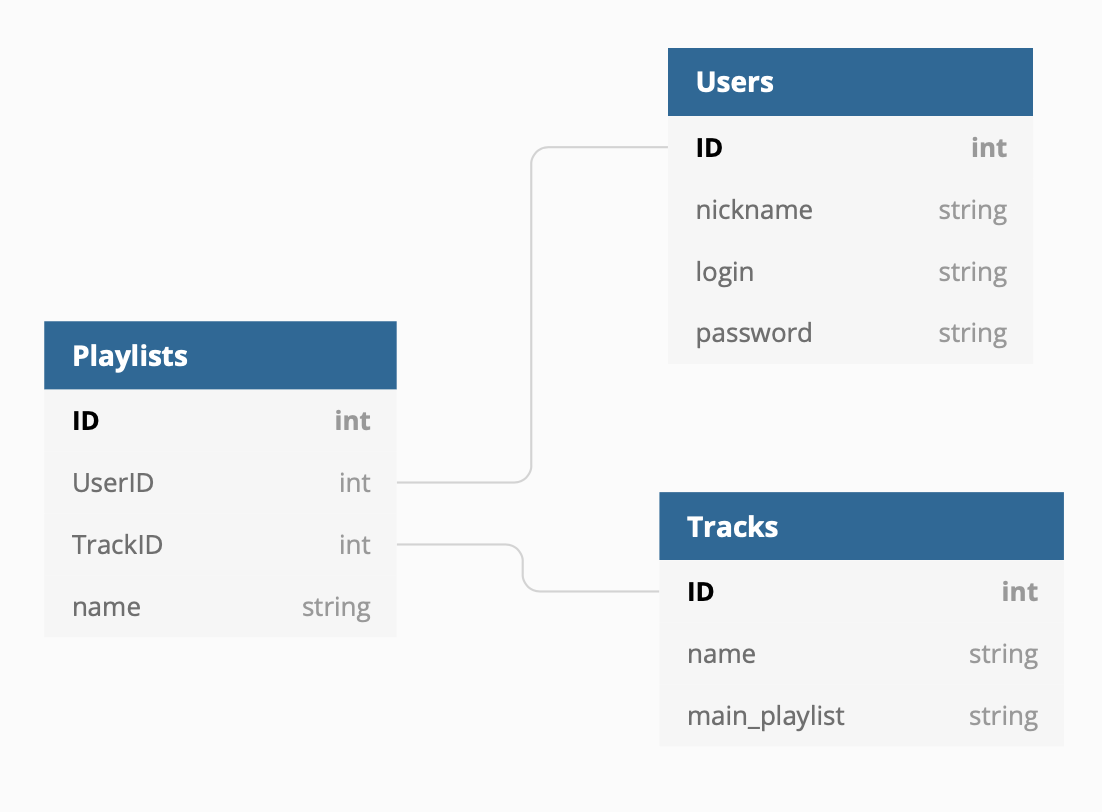 Users
ID int
nickname string
login string
password string
Playlists
ID int
UserID int
TrackID int
name string
Tracks
ID int
name string
main_playlist string